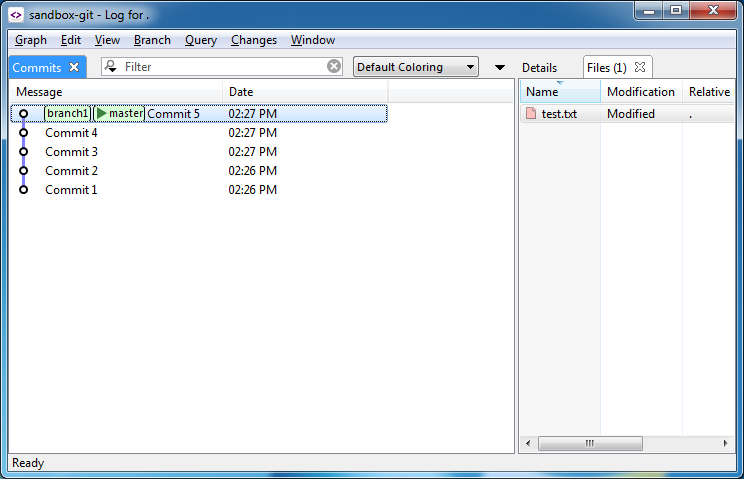 sandbox-git - Log for .
Graph Edit View Branch Query Changes Window
Commits Filter Default Coloring Details Files (1)
Message Date Name Modification Relative
branch1 master Commit 5 02:27 PM test.txt Modified .
Commit 4 02:27 PM
Commit 3 02:27 PM
Commit 2 02:26 PM
Commit 1 02:26 PM
Ready